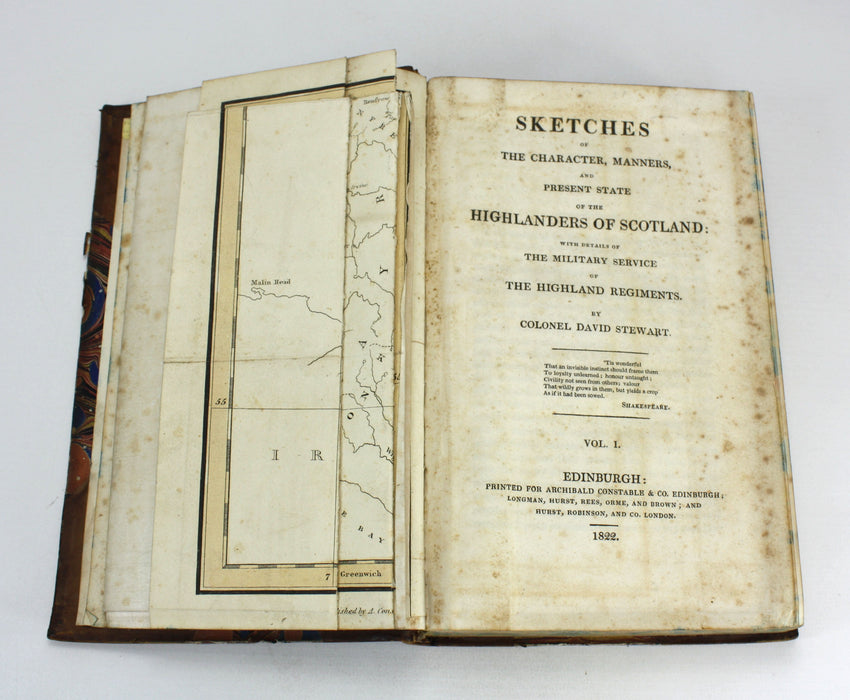 Renfrew
Malin Head
55
I R
7
Greenwich
SKETCHES
OF
THE CHARACTER, MANNERS,
AND
PRESENT STATE
OF THE
HIGHLANDERS OF SCOTLAND:
WITH DETAILS OF
THE MILITARY SERVICE
OF
THE HIGHLAND REGIMENTS.
BY
COLONEL DAVID STEWART.
'Tis wonderful
That an invisible instinct should frame them
To loyalty unlearned; honour untaught;
Civility not seen from others; valour
That wildly grows in them, but yields a crop
As if it had been sowed.
SHAKESPEARE.
VOL. I.
EDINBURGH:
PRINTED FOR ARCHIBALD CONSTABLE & CO. EDINBURGH;
LONGMAN, HURST, REES, ORME, AND BROWN; AND
HURST, ROBINSON, AND CO. LONDON.
1822.